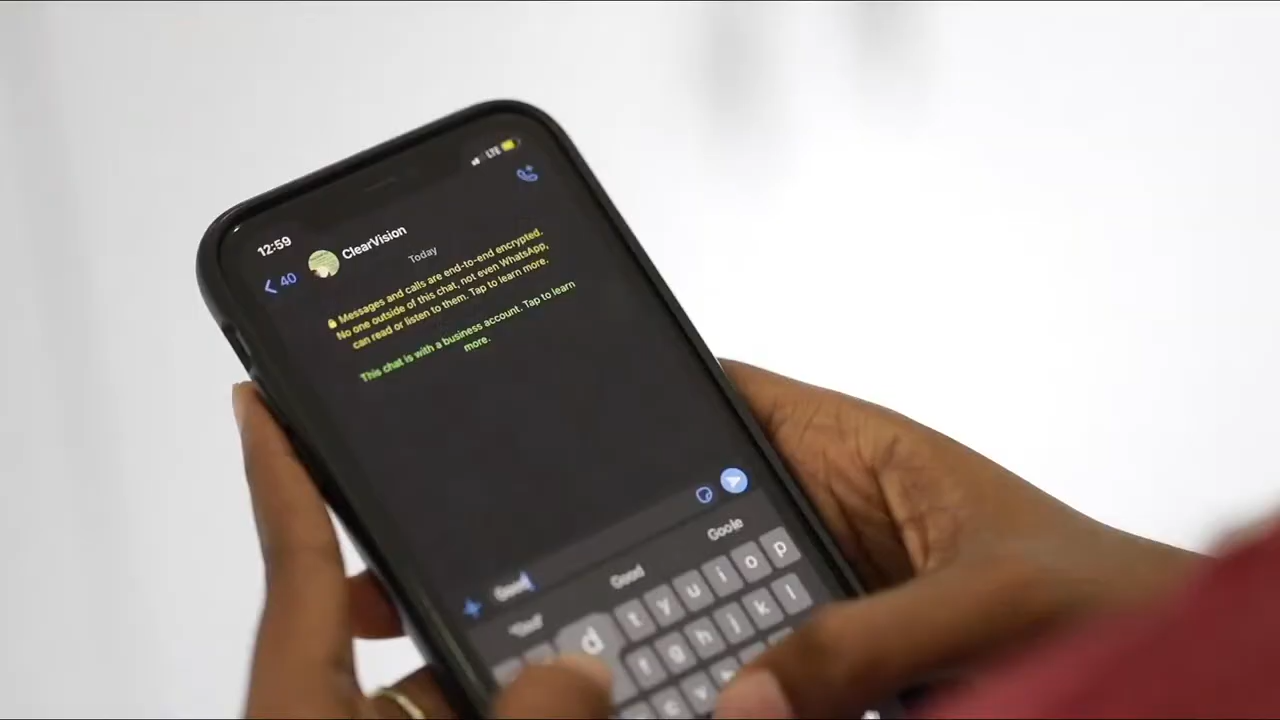 LTE
12:59
40
ClearVision
Today
Messages and calls are end-to-end encrypted.
No one outside of this chat, not even WhatsApp,
can read or listen to them. Tap to learn more.
This chat is with a business account. Tap to learn
more.
Good
Good
d t y u i o p
f g h j k l
v